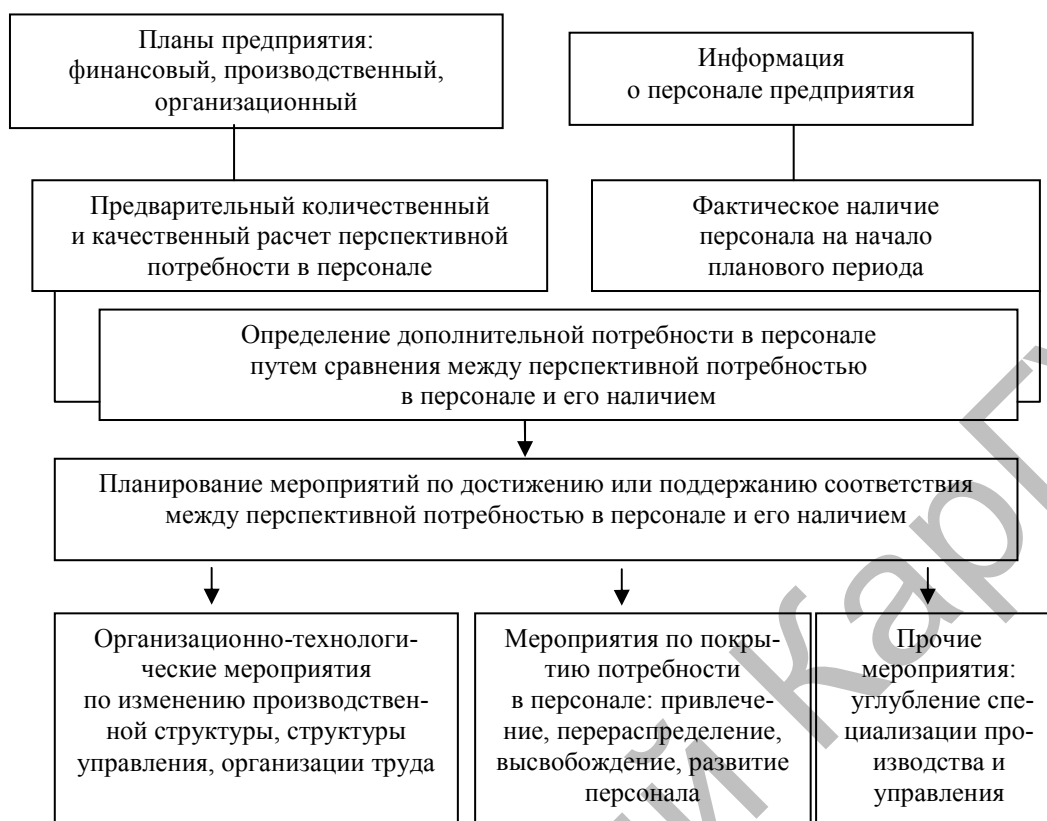 Планы предприятия:
финансовый, производственный,
организационный
Информация
о персонале предприятия
Предварительный количественный
и качественный расчет перспективной
потребности в персонале
Фактическое наличие
персонала на начало
планового периода
Определение дополнительной потребности в персонале
путем сравнения между перспективной потребностью
в персонале и его наличием
Планирование мероприятий по достижению или поддержанию соответствия
между перспективной потребностью в персонале и его наличием
Организационно-технологи-
ческие мероприятия
по изменению производствен-
ной структуры, структуры
управления, организации труда
Мероприятия по покры-
тию потребности
в персонале: привлече-
ние, перераспределение,
высвобождение, развитие
персонала
Прочие
мероприятия:
углубление спе-
циализации про-
изводства и
управления